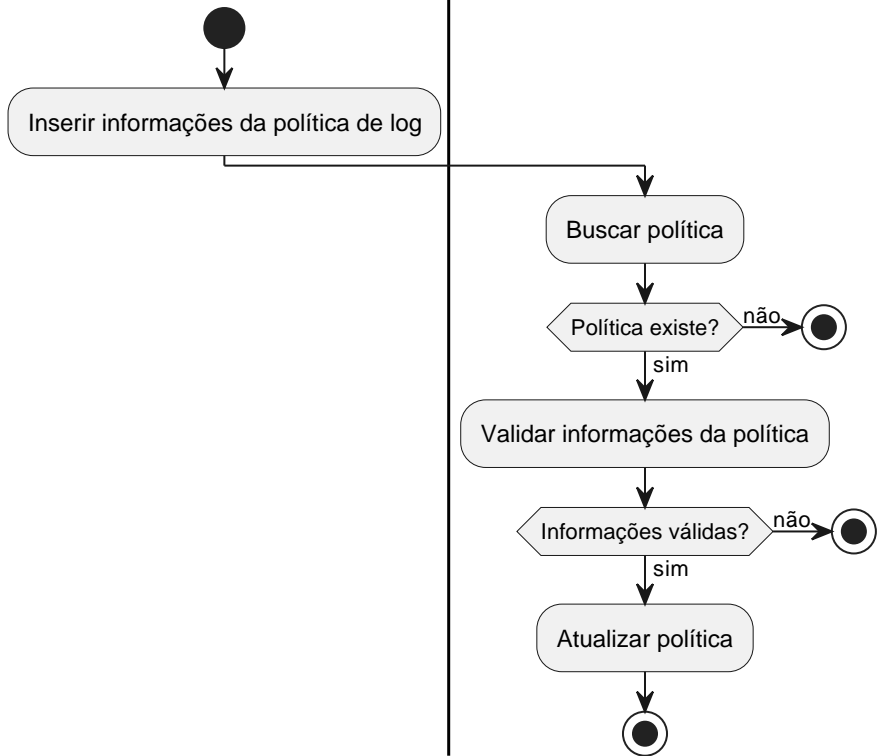 Inserir informações da política de log
Buscar política
Política existe?
não
sim
Validar informações da política
Informações válidas?
não
sim
Atualizar política